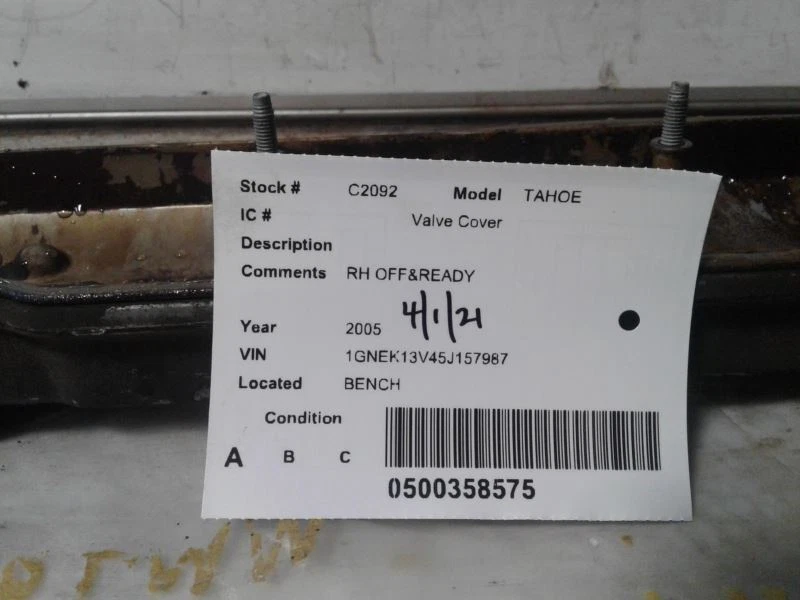 Stock # C2092 Model TAHOE
IC # Valve Cover
Description
Comments RH OFF&READY
4/1/21
Year 2005
VIN 1GNEK13V45J157987
Located BENCH
Condition
A B C
0500358575